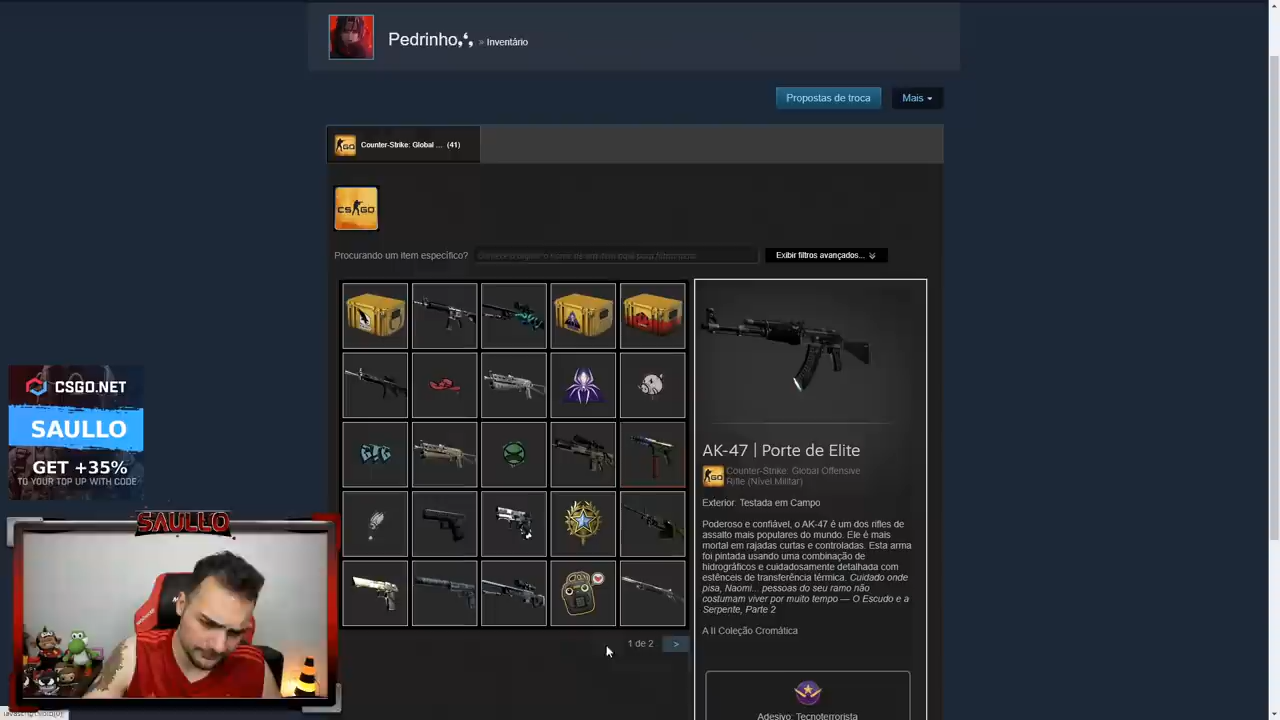 Pedrinho,‘, » Inventário
Propostas de troca
Mais
Counter-Strike: Global ... (41)
CS GO
Procurando um item específico?
Exibir filtros avançados...
CSGO.NET
SAULLO
GET +35%
TO YOUR TOP UP WITH CODE
SAULLO
AK-47 | Porte de Elite
Counter-Strike: Global Offensive
Rifle (Nível Militar)
Exterior: Testada em Campo
Poderoso e confiável, o AK-47 é um dos rifles de
assalto mais populares do mundo. Ele é mais
mortal em rajadas curtas e controladas. Esta arma
foi pintada usando uma combinação de
hidrográficos e cuidadosamente detalhada com
estênceis de transferência térmica. Cuidado onde
pisa, Naomi... pessoas do seu ramo não
costumam viver por muito tempo — O Escudo e a
Serpente, Parte 2
A II Coleção Cromática
1 de 2
>
Adesivo: Tecnoterrorista